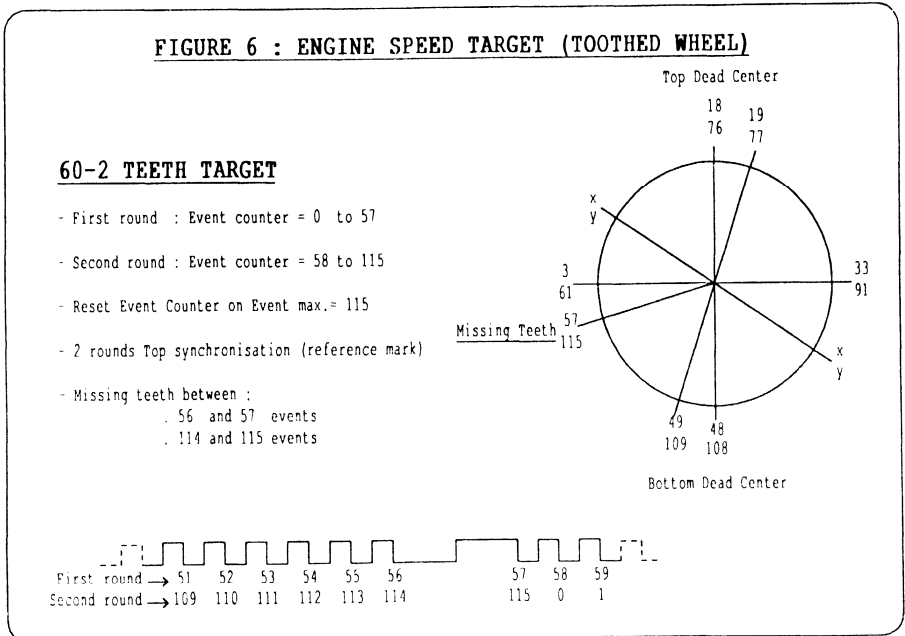 FIGURE 6 : ENGINE SPEED TARGET (TOOTHED WHEEL)
60-2 TEETH TARGET
- First round : Event counter = 0 to 57
- Second round : Event counter = 58 to 115
- Reset Event Counter on Event max.= 115
- 2 rounds Top synchronisation (reference mark)
- Missing teeth between :
. 56 and 57 events
. 114 and 115 events
Top Dead Center
18
76
19
77
x
y
3
61
33
91
Missing Teeth
57
115
x
y
49
109
48
108
Bottom Dead Center
First round → 51 52 53 54 55 56 57 58 59
Second round → 109 110 111 112 113 114 115 0 1